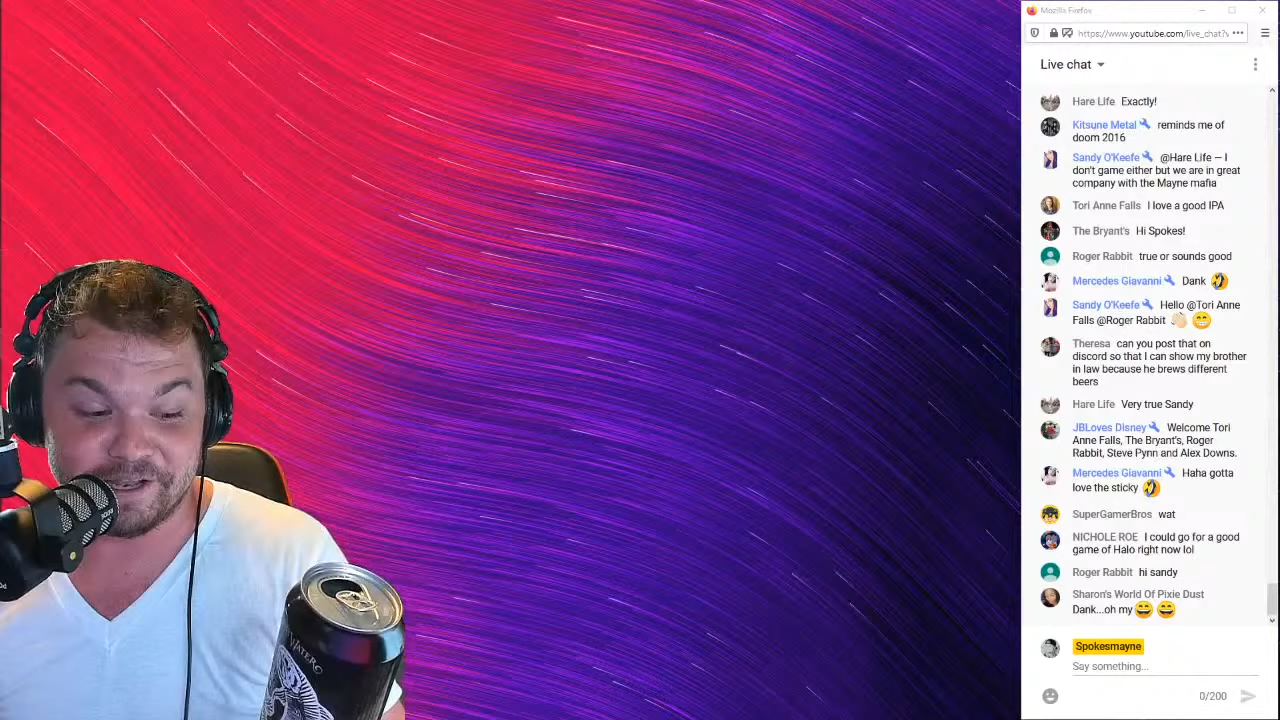 Mozilla Firefox
https://www.youtube.com/live_chat?v
Live chat
Hare Life Exactly!
Kitsune Metal reminds me of
doom 2016
Sandy O'Keefe @Hare Life — I
don't game either but we are in great
company with the Mayne mafia
Tori Anne Falls I love a good IPA
The Bryant's Hi Spokes!
Roger Rabbit true or sounds good
Mercedes Giavanni Dank 🤣
Sandy O'Keefe Hello @Tori Anne
Falls @Roger Rabbit 👏🏻 😁
Theresa can you post that on
discord so that I can show my brother
in law because he brews different
beers
Hare Life Very true Sandy
JBLoves Disney Welcome Tori
Anne Falls, The Bryant's, Roger
Rabbit, Steve Pynn and Alex Downs.
Mercedes Giavanni Haha gotta
love the sticky 🤣
SuperGamerBros wat
NICHOLE ROE I could go for a good
game of Halo right now lol
Roger Rabbit hi sandy
Sharon's World Of Pixie Dust
Dank...oh my 😄 😄
Spokesmayne
Say something...
0/200